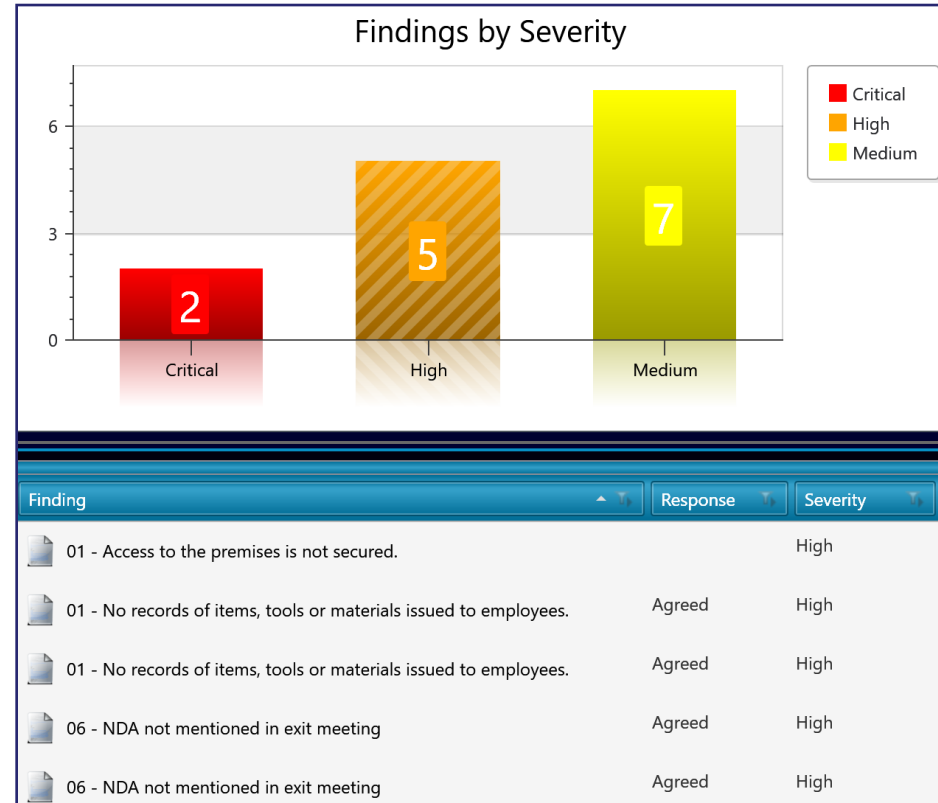 Findings by Severity
Critical
High
Medium
6
3
0
2
5
7
Critical High Medium
Finding Response Severity
01 - Access to the premises is not secured. High
01 - No records of items, tools or materials issued to employees. Agreed High
01 - No records of items, tools or materials issued to employees. Agreed High
06 - NDA not mentioned in exit meeting Agreed High
06 - NDA not mentioned in exit meeting Agreed High